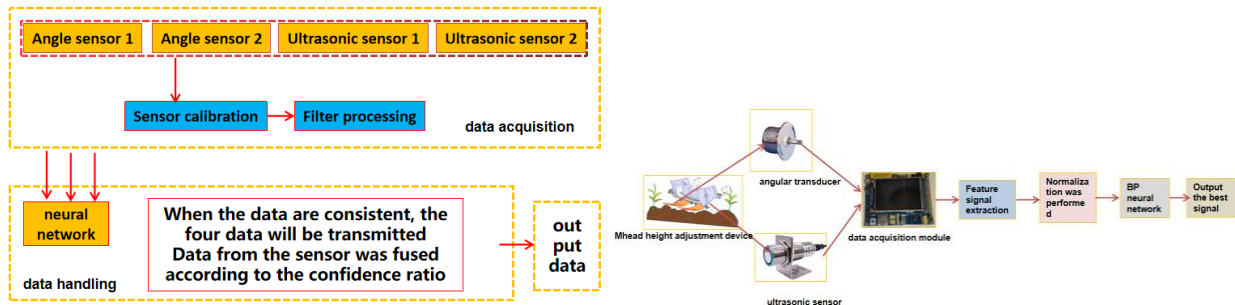 Angle sensor 1
Angle sensor 2
Ultrasonic sensor 1
Ultrasonic sensor 2
Sensor calibration
Filter processing
data acquisition
neural
network
When the data are consistent, the
four data will be transmitted
Data from the sensor was fused
according to the confidence ratio
data handling
out
put
data
angular transducer
Mhead height adjustment device
ultrasonic sensor
data acquisition module
Feature
signal
extraction
Normaliza
tion was
performe
d
BP
neural
network
Output
the best
signal